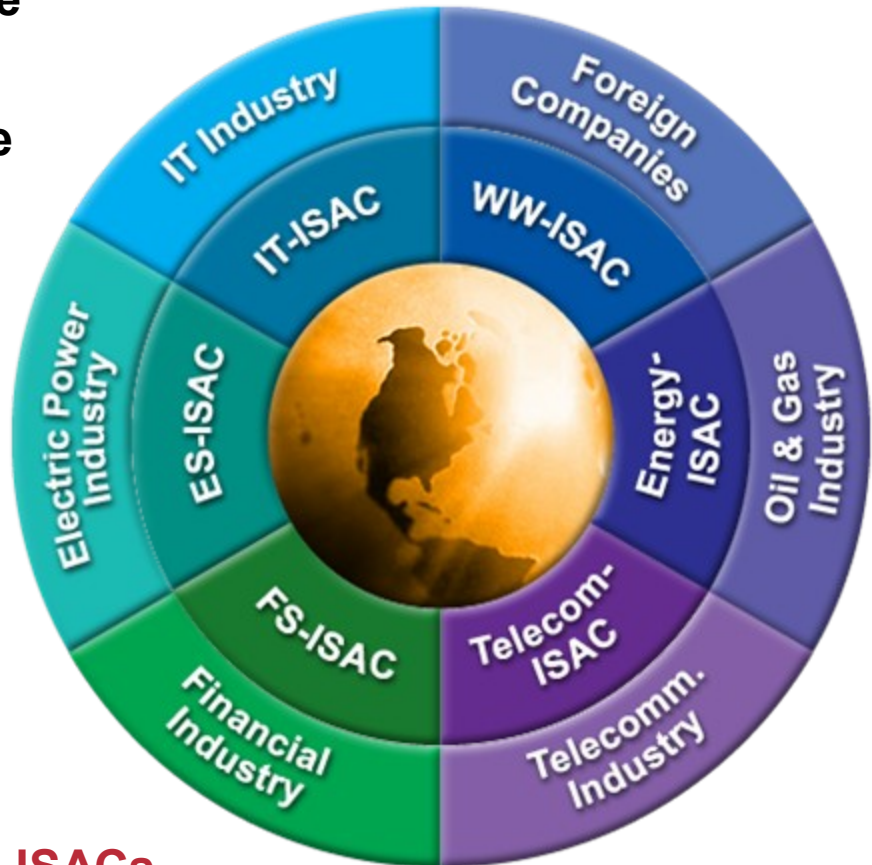 e
e
IT Industry
Foreign
Companies
IT-ISAC
WW-ISAC
Electric Power
Industry
ES-ISAC
Energy-
ISAC
Oil & Gas
Industry
FS-ISAC
Telecom-
ISAC
Financial
Industry
Telecomm.
Industry
ISACs